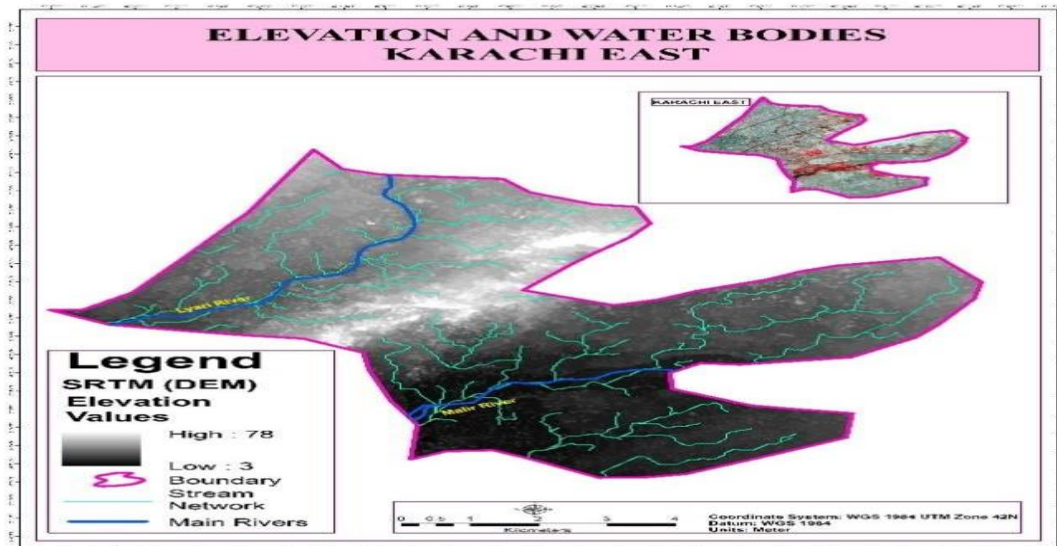 ELEVATION AND WATER BODIES
KARACHI EAST
KARACHI EAST
Lyari River
Malir River
Legend
SRTM (DEM)
Elevation
Values
High : 78
Low : 3
Boundary
Stream
Network
Main Rivers
0 0.5 1 2 3 4
Kilometers
Coordinate System: WGS 1984 UTM Zone 42N
Datum: WGS 1984
Units: Meter